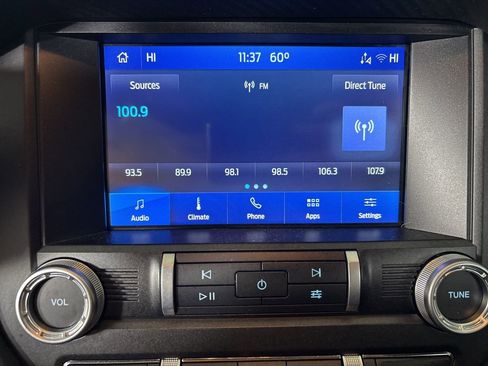 HI 11:37 60° HI
Sources FM Direct Tune
100.9
93.5 89.9 98.1 98.5 106.3 107.9
Audio Climate Phone Apps Settings
VOL TUNE